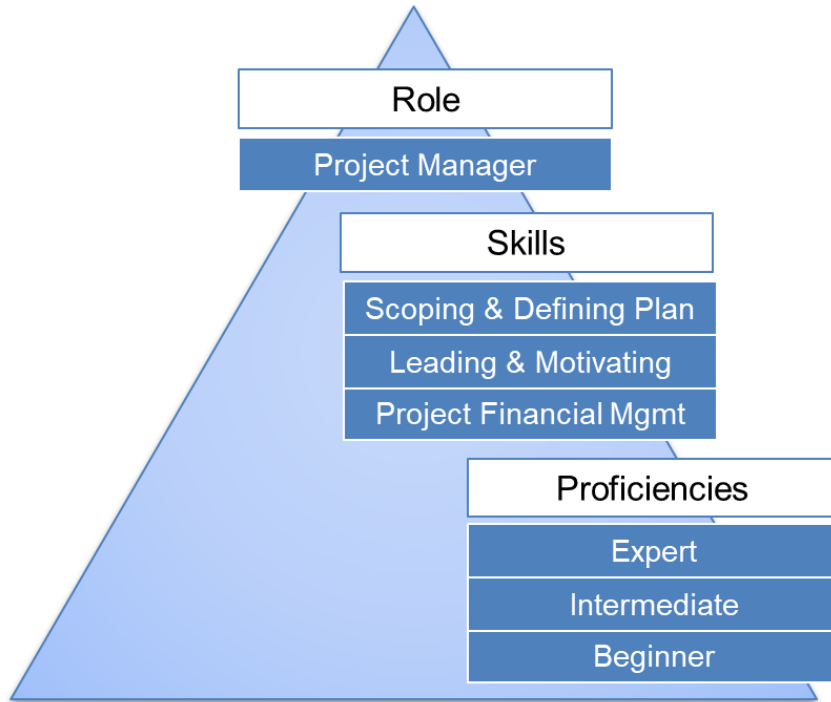 Role
Project Manager
Skills
Scoping & Defining Plan
Leading & Motivating
Project Financial Mgmt
Proficiencies
Expert
Intermediate
Beginner